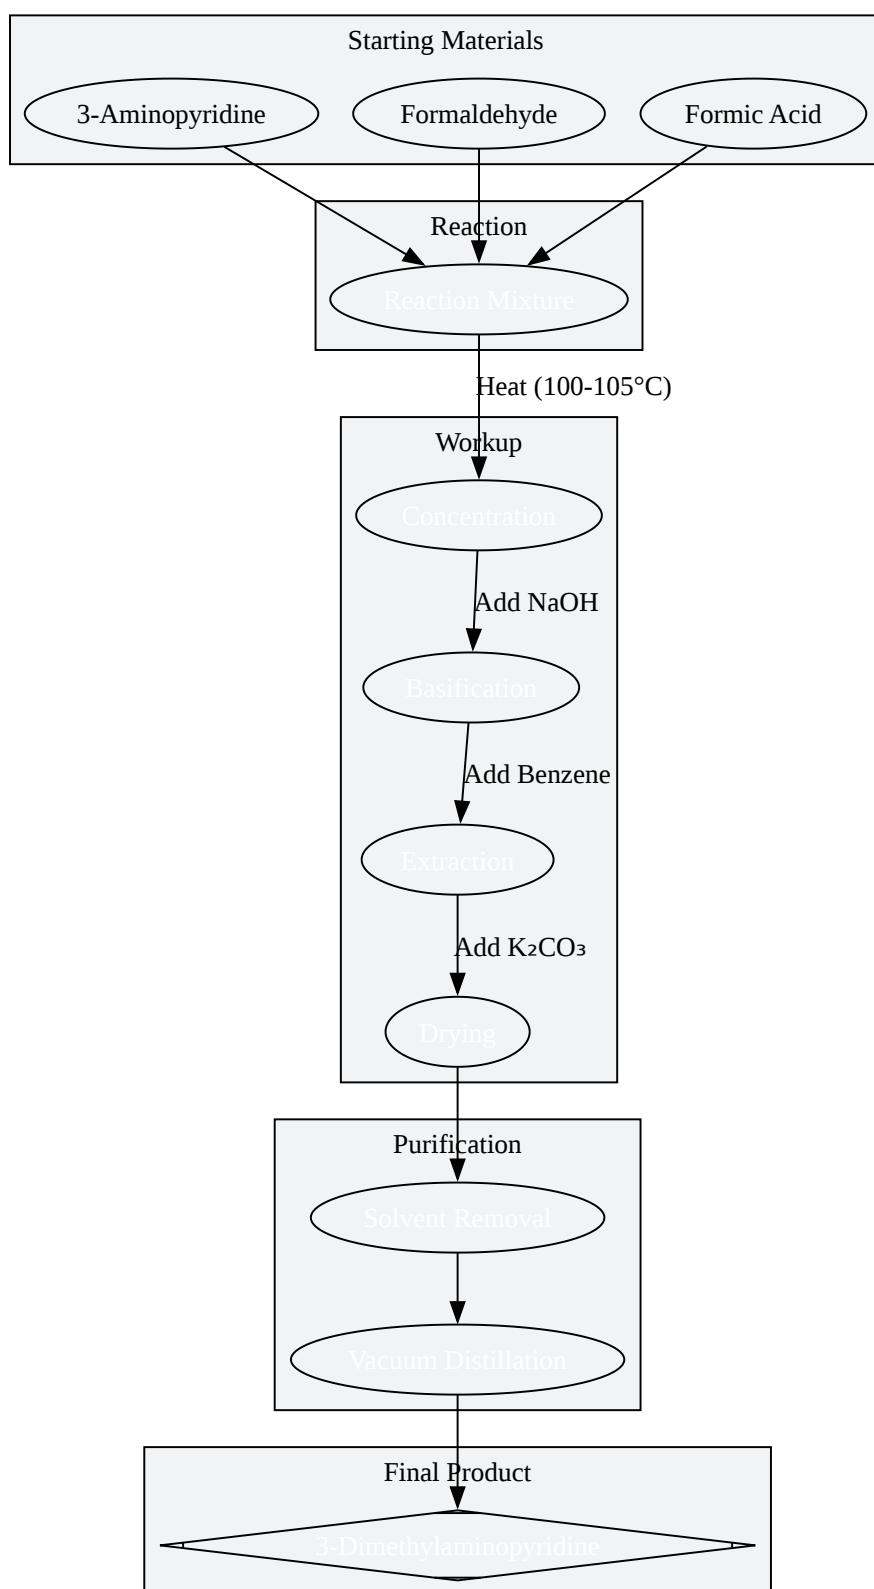 Starting Materials
3-Aminopyridine
Formaldehyde
Formic Acid
Reaction
Reaction Mixture
Heat (100-105°C)
Workup
Concentration
Add NaOH
Basification
Add Benzene
Extraction
Add K₂CO₃
Drying
Purification
Solvent Removal
Vacuum Distillation
Final Product
3-Dimethylaminopyridine